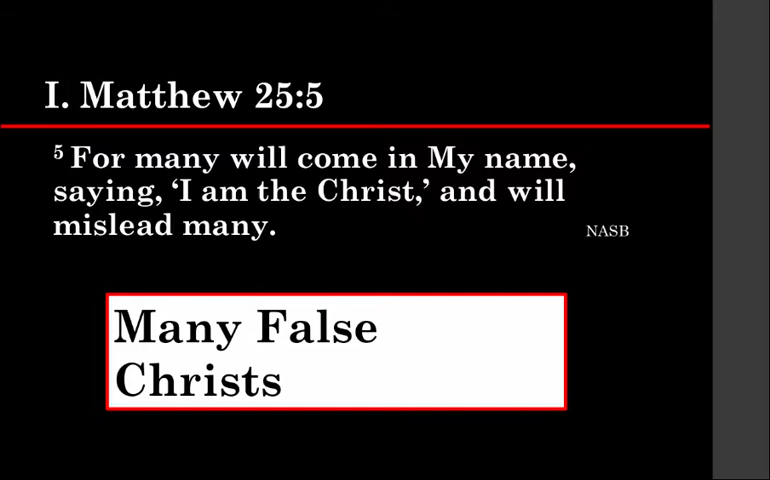 I. Matthew 25:5
5 For many will come in My name,
saying, ‘I am the Christ,’ and will
mislead many.
NASB
Many False
Christs